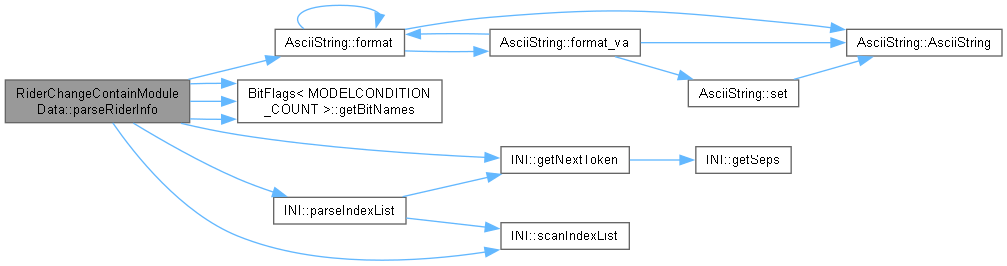 AsciiString::format
AsciiString::format_va
AsciiString::AsciiString
RiderChangeContainModule
Data::parseRiderInfo
BitFlags< MODELCONDITION
_COUNT >::getBitNames
AsciiString::set
INI::getNextToken
INI::getSeps
INI::parseIndexList
INI::scanIndexList